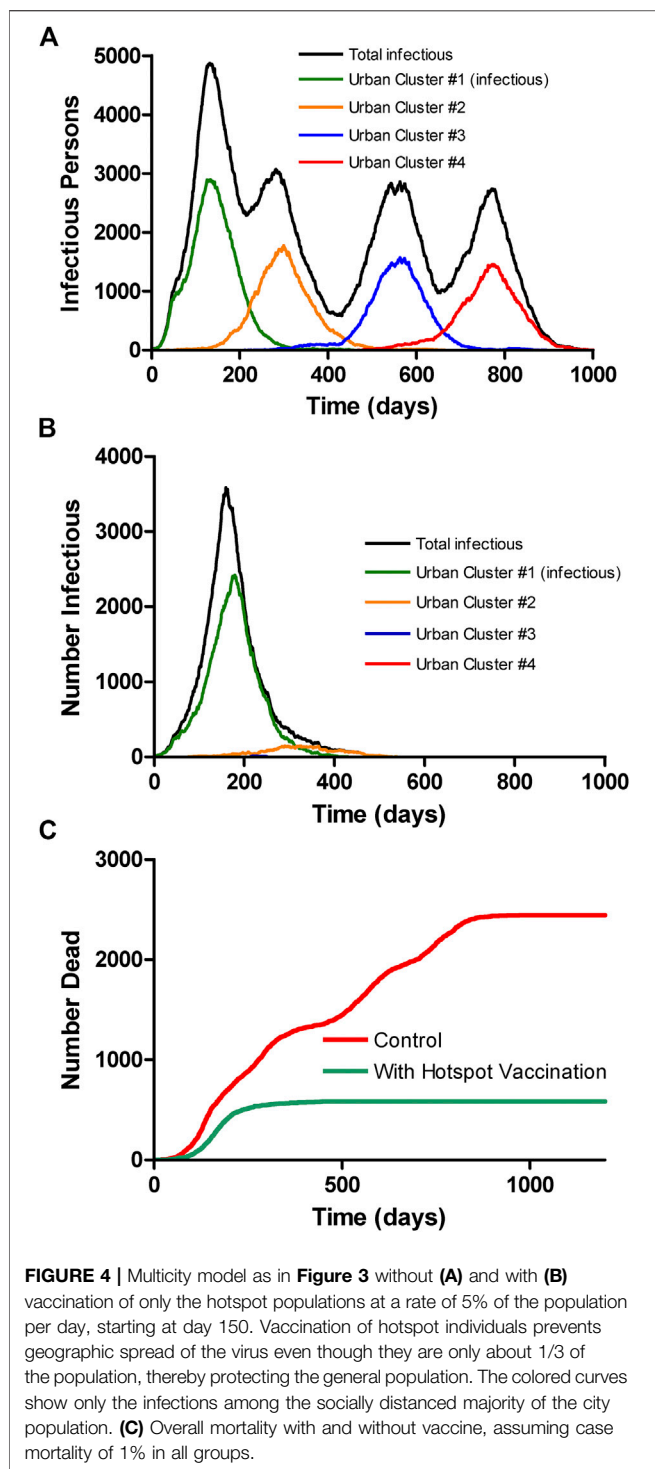 A
Total infectious
Urban Cluster #1 (infectious)
Urban Cluster #2
Urban Cluster #3
Urban Cluster #4
5000
4000
3000
2000
1000
0
Infectious Persons
0 200 400 600 800 1000
Time (days)
B
Total infectious
Urban Cluster #1 (infectious)
Urban Cluster #2
Urban Cluster #3
Urban Cluster #4
4000
3000
2000
1000
0
Number Infectious
0 200 400 600 800 1000
Time (days)
C
3000
2000
1000
0
Number Dead
Control
With Hotspot Vaccination
0 500 1000
Time (days)
FIGURE 4 | Multicity model as in Figure 3 without (A) and with (B)
vaccination of only the hotspot populations at a rate of 5% of the population
per day, starting at day 150. Vaccination of hotspot individuals prevents
geographic spread of the virus even though they are only about 1/3 of
the population, thereby protecting the general population. The colored curves
show only the infections among the socially distanced majority of the city
population. (C) Overall mortality with and without vaccine, assuming case
mortality of 1% in all groups.